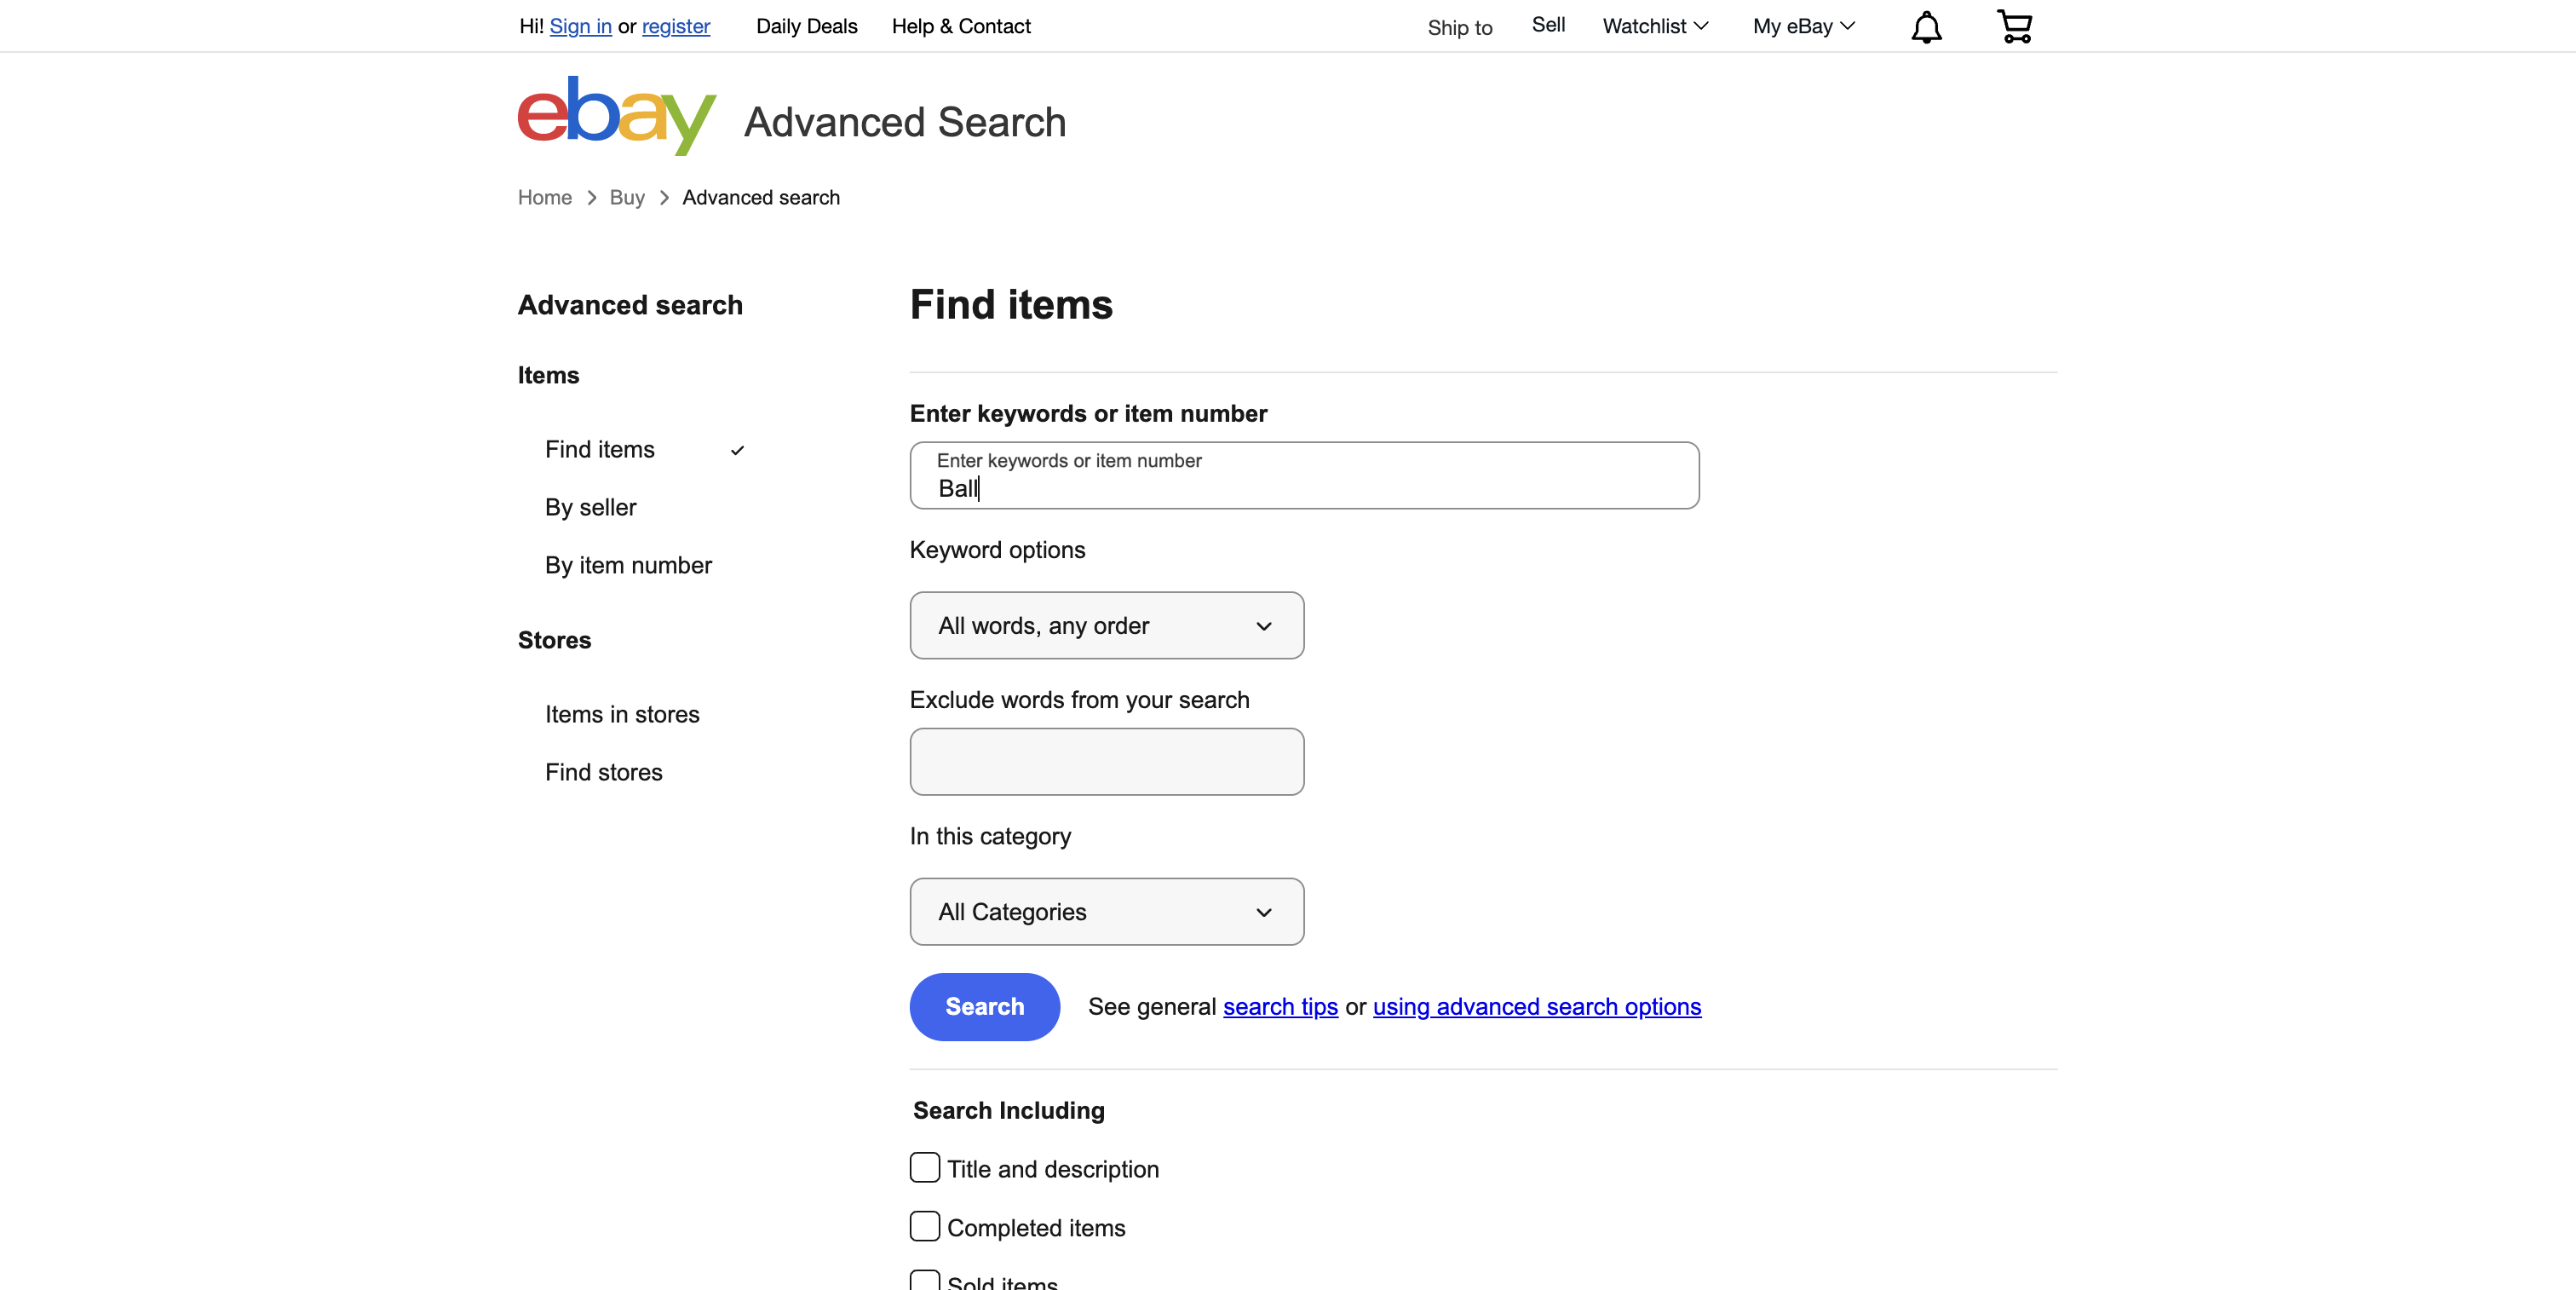 Hi! Sign in or register Daily Deals Help & Contact Ship to Sell Watchlist My eBay
ebay Advanced Search
Home Buy Advanced search
Advanced search
Items
Find items
By seller
By item number
Stores
Items in stores
Find stores
Find items
Enter keywords or item number
Enter keywords or item number
Ball
Keyword options
All words, any order
Exclude words from your search
In this category
All Categories
Search See general search tips or using advanced search options
Search Including
Title and description
Completed items
Sold items